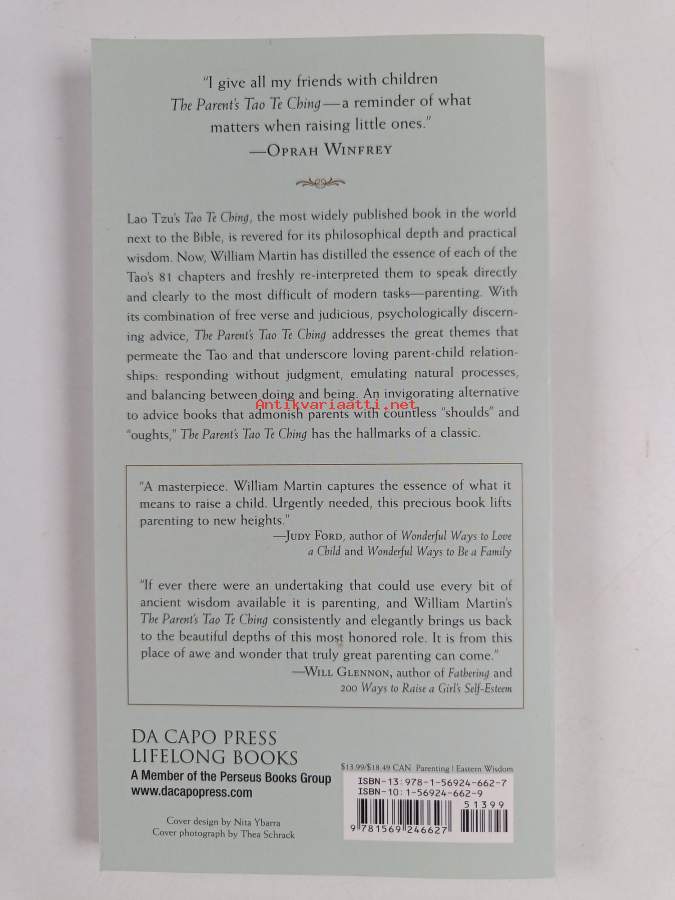 “I give all my friends with children
The Parent’s Tao Te Ching—a reminder of what
matters when raising little ones.”
—Oprah Winfrey
Lao Tzu’s Tao Te Ching, the most widely published book in the world
next to the Bible, is revered for its philosophical depth and practical
wisdom. Now, William Martin has distilled the essence of each of the
Tao’s 81 chapters and freshly re-interpreted them to speak directly
and clearly to the most difficult of modern tasks—parenting. With
its combination of free verse and judicious, psychologically discern-
ing advice, The Parent’s Tao Te Ching addresses the great themes that
permeate the Tao and that underscore loving parent-child relation-
ships: responding without judgment, emulating natural processes,
and balancing between doing and being. An invigorating alternative
Antikvariaatti.net
to advice books that admonish parents with countless “shoulds” and
“oughts,” The Parent’s Tao Te Ching has the hallmarks of a classic.
“A masterpiece. William Martin captures the essence of what it
means to raise a child. Urgently needed, this precious book lifts
parenting to new heights.”
—Judy Ford, author of Wonderful Ways to Love
a Child and Wonderful Ways to Be a Family
“If ever there were an undertaking that could use every bit of
ancient wisdom available it is parenting, and William Martin’s
The Parent’s Tao Te Ching consistently and elegantly brings us back
to the beautiful depths of this most honored role. It is from this
place of awe and wonder that truly great parenting can come.”
—Will Glennon, author of Fathering and
200 Ways to Raise a Girl’s Self-Esteem
DA CAPO PRESS
LIFELONG BOOKS
A Member of the Perseus Books Group
www.dacapopress.com
Cover design by Nita Ybarra
Cover photograph by Thea Schrack
$13.99/$18.49 CAN Parenting | Eastern Wisdom
ISBN-13: 978-1-56924-662-7
ISBN-10: 1-56924-662-9
51399
9 781569 246627